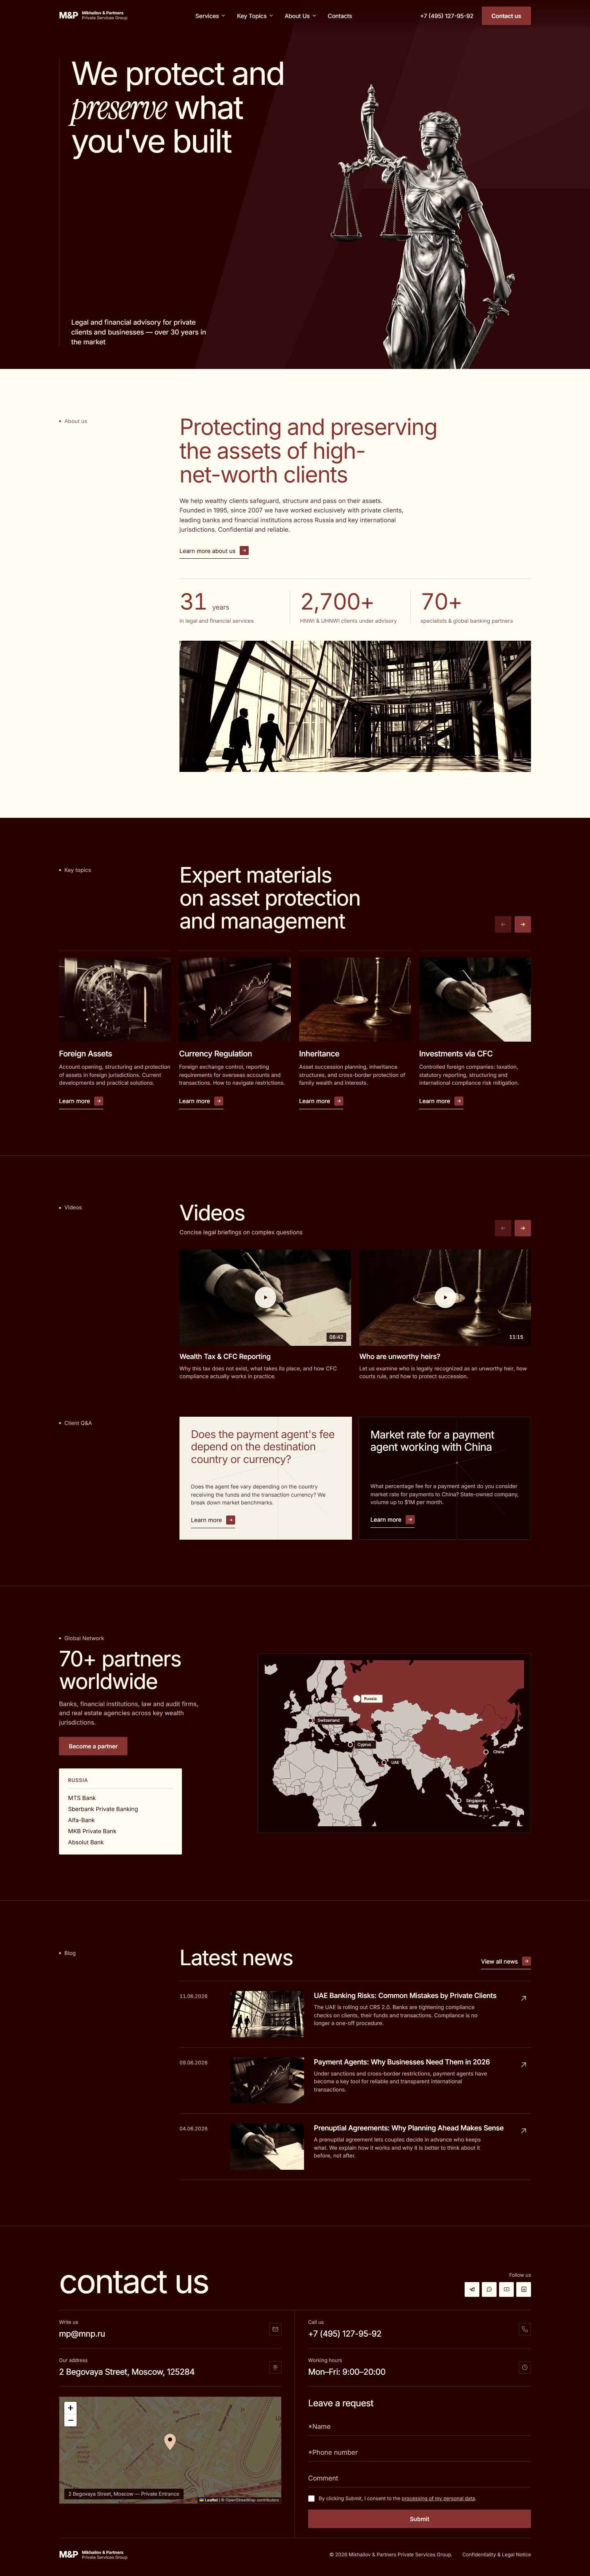 M&P Mikhailov & Partners
Private Services Group
Services
Key Topics
About Us
Contacts
+7 (495) 127-95-92
Contact us
We protect and
preserve what
you've built
Legal and financial advisory for private
clients and businesses — over 30 years in
the market
About us
Protecting and preserving
the assets of high-
net-worth clients
We help wealthy clients safeguard, structure and pass on their assets.
Founded in 1995, since 2007 we have worked exclusively with private clients,
leading banks and financial institutions across Russia and key international
jurisdictions. Confidential and reliable.
Learn more about us
31 years
in legal and financial services
2,700+
HNWI & UHNWI clients under advisory
70+
specialists & global banking partners
Key topics
Expert materials
on asset protection
and management
Foreign Assets
Account opening, structuring and protection
of assets in foreign jurisdictions. Current
developments and practical solutions.
Learn more
Currency Regulation
Foreign exchange control, reporting
requirements for overseas accounts and
transactions. How to navigate restrictions.
Learn more
Inheritance
Asset succession planning, inheritance
structures, and cross-border protection of
family wealth and interests.
Learn more
Investments via CFC
Controlled foreign companies: taxation,
statutory reporting, structuring and
international compliance risk mitigation.
Learn more
Videos
Videos
Concise legal briefings on complex questions
08:42
Wealth Tax & CFC Reporting
Why this tax does not exist, what takes its place, and how CFC
compliance actually works in practice.
11:15
Who are unworthy heirs?
Let us examine who is legally recognized as an unworthy heir, how
courts rule, and how to protect succession.
Client Q&A
Does the payment agent's fee
depend on the destination
country or currency?
Does the agent fee vary depending on the country
receiving the funds and the transaction currency? We
break down market benchmarks.
Learn more
Market rate for a payment
agent working with China
What percentage fee for a payment agent do you consider
market rate for payments to China? State-owned company,
volume up to $1M per month.
Learn more
Global Network
70+ partners
worldwide
Banks, financial institutions, law and audit firms,
and real estate agencies across key wealth
jurisdictions.
Become a partner
RUSSIA
MTS Bank
Sberbank Private Banking
Alfa-Bank
MKB Private Bank
Absolut Bank
Russia
Switzerland
Cyprus
UAE
China
Singapore
Blog
Latest news
View all news
11.06.2026
UAE Banking Risks: Common Mistakes by Private Clients
The UAE is rolling out CRS 2.0. Banks are tightening compliance
checks on clients, their funds and transactions. Compliance is no
longer a one-off procedure.
09.06.2026
Payment Agents: Why Businesses Need Them in 2026
Under sanctions and cross-border restrictions, payment agents have
become a key tool for reliable and transparent international
transactions.
04.06.2026
Prenuptial Agreements: Why Planning Ahead Makes Sense
A prenuptial agreement lets couples decide in advance who keeps
what. We explain how it works and why it is better to think about it
before, not after.
contact us
Follow us
Write us
mp@mnp.ru
Call us
+7 (495) 127-95-92
Our address
2 Begovaya Street, Moscow, 125284
Working hours
Mon–Fri: 9:00–20:00
+
−
2 Begovaya Street, Moscow — Private Entrance
Leaflet | © OpenStreetMap contributors
Leave a request
*Name
*Phone number
Comment
By clicking Submit, I consent to the processing of my personal data.
Submit
M&P Mikhailov & Partners
Private Services Group
© 2026 Mikhailov & Partners Private Services Group.
Confidentiality & Legal Notice